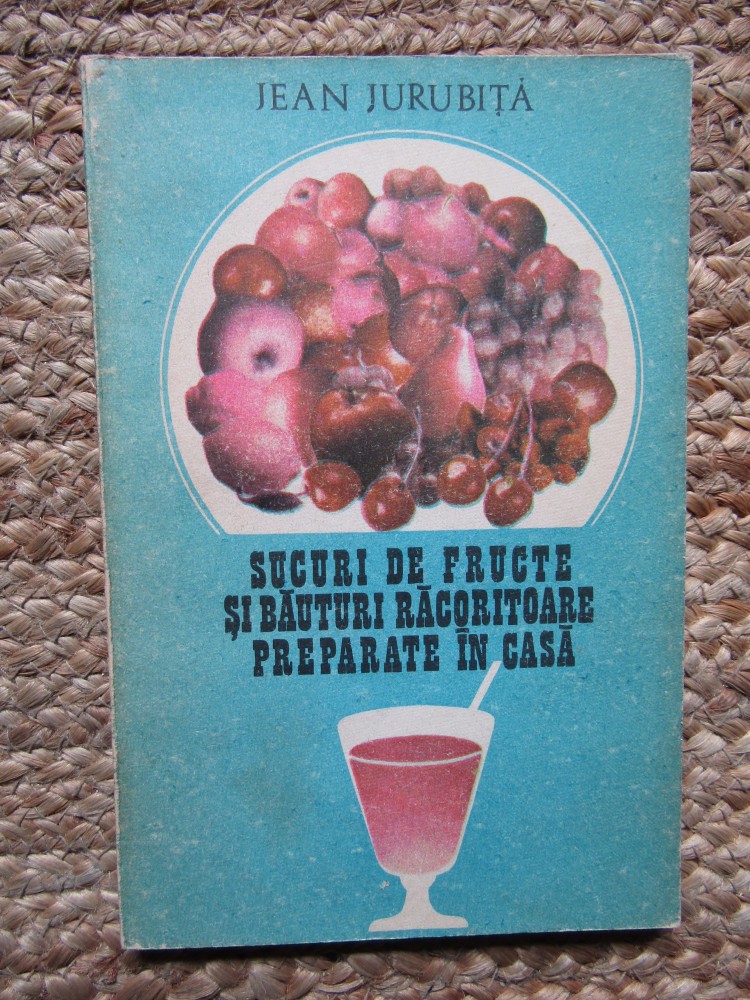 JEAN JURUBIȚĂ
SUCURI DE FRUCTE
ȘI BĂUTURI RĂCORITOARE
PREPARATE ÎN CASĂ